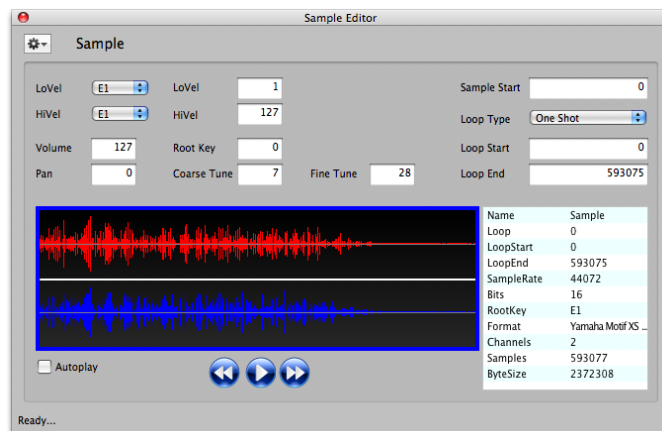 Sample Editor
Sample
LoVel E1 LoVel 1 Sample Start 0
HiVel E1 HiVel 127 Loop Type One Shot
Volume 127 Root Key 0 Loop Start 0
Pan 0 Coarse Tune 7 Fine Tune 28 Loop End 593075
Name Sample
Loop 0
LoopStart 0
LoopEnd 593075
SampleRate 44072
Bits 16
RootKey E1
Format Yamaha Motif XS ...
Channels 2
Samples 593077
ByteSize 2372308
Autoplay
Ready...